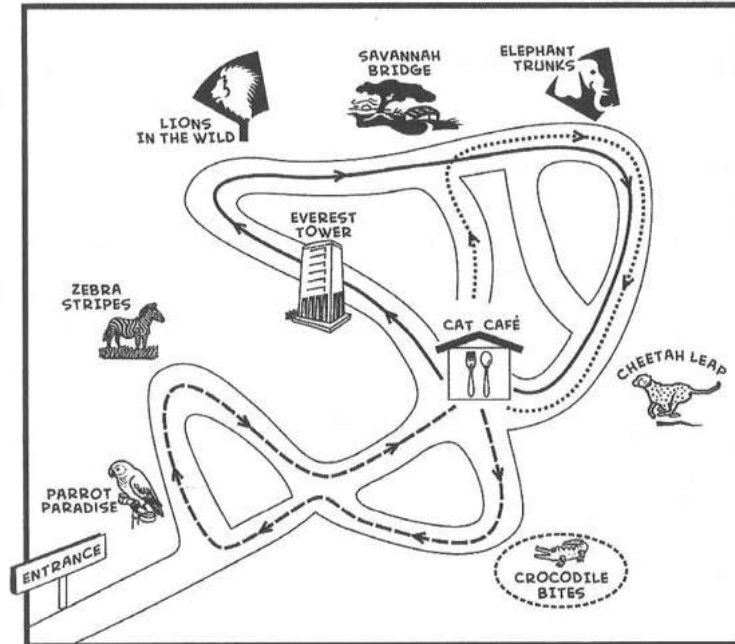 SAVANNAH
BRIDGE
ELEPHANT
TRUNKS
LIONS
IN THE WILD
EVEREST
TOWER
ZEBRA
STRIPES
CAT CAFÉ
CHEETAH LEAP
PARROT
PARADISE
ENTRANCE
CROCODILE
BITES